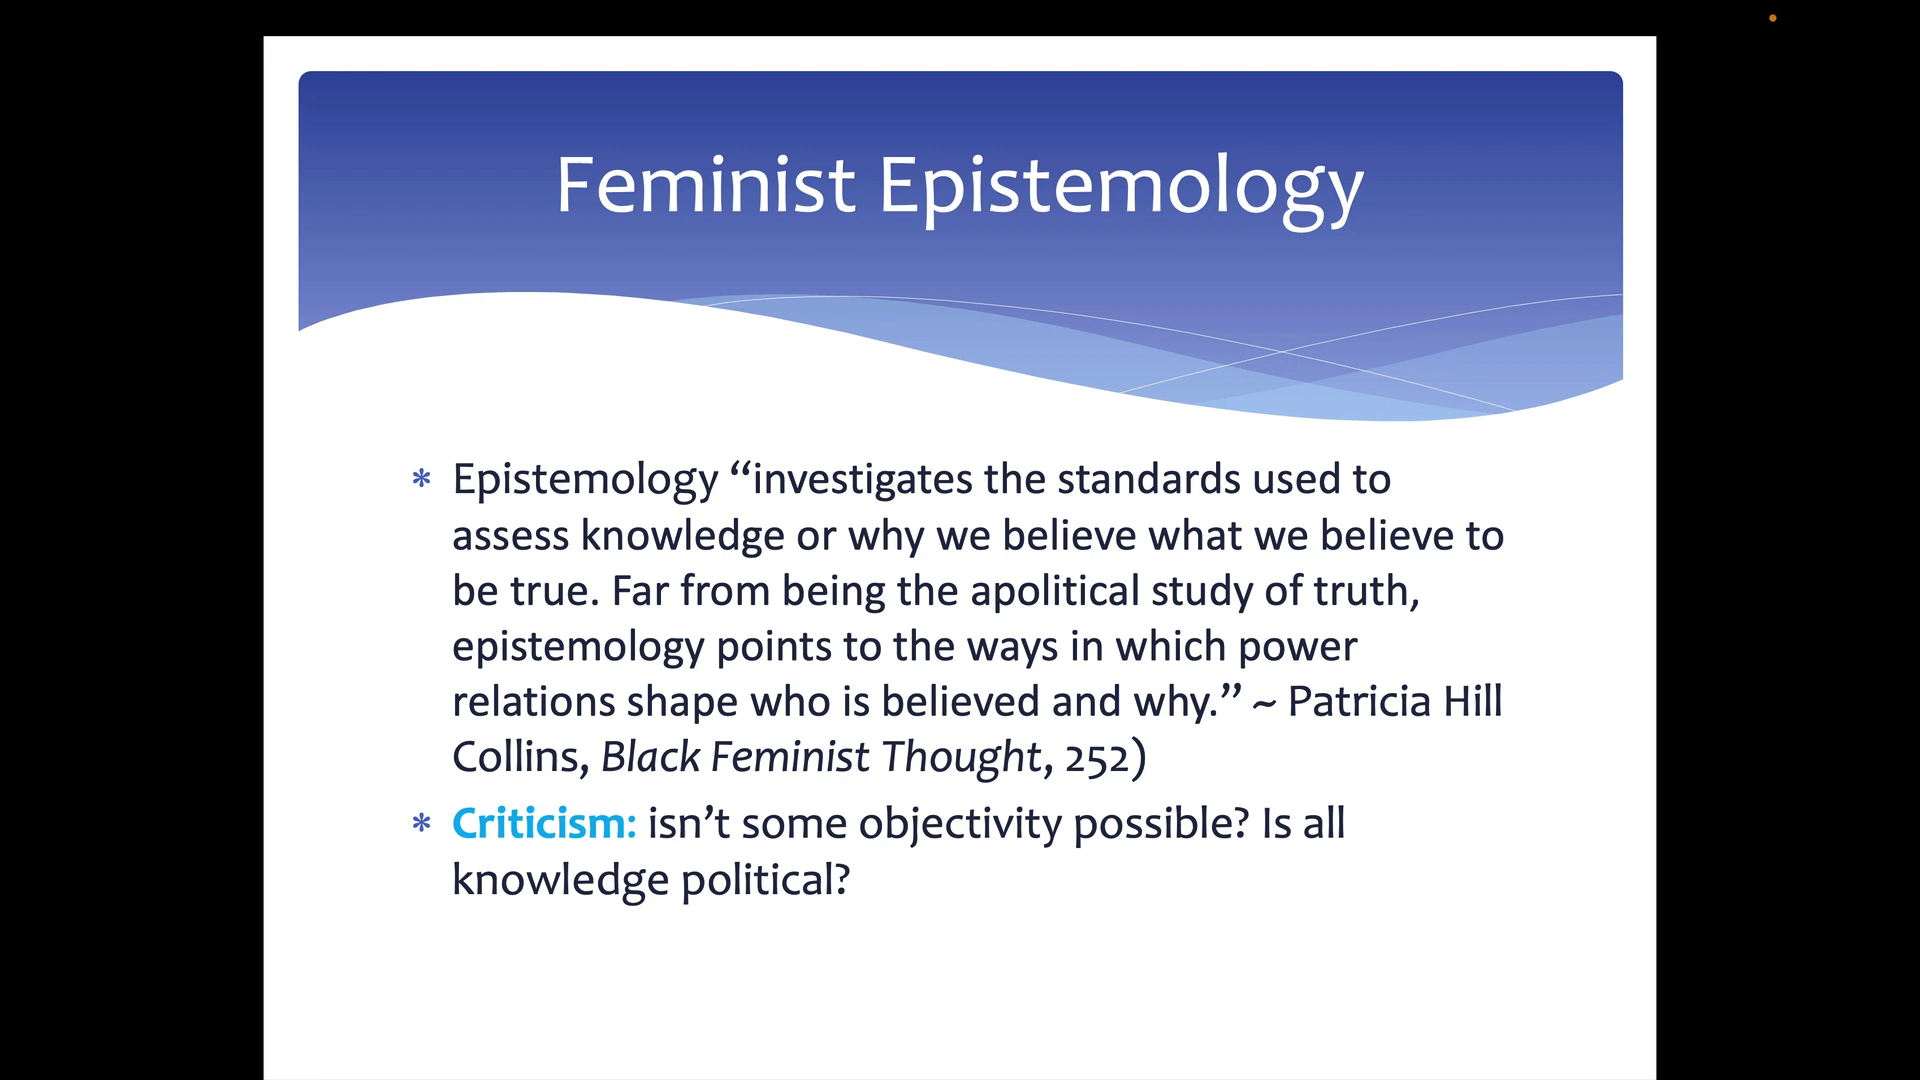 Feminist Epistemology
* Epistemology “investigates the standards used to
assess knowledge or why we believe what we believe to
be true. Far from being the apolitical study of truth,
epistemology points to the ways in which power
relations shape who is believed and why.” ~ Patricia Hill
Collins, Black Feminist Thought, 252)
* Criticism: isn’t some objectivity possible? Is all
knowledge political?